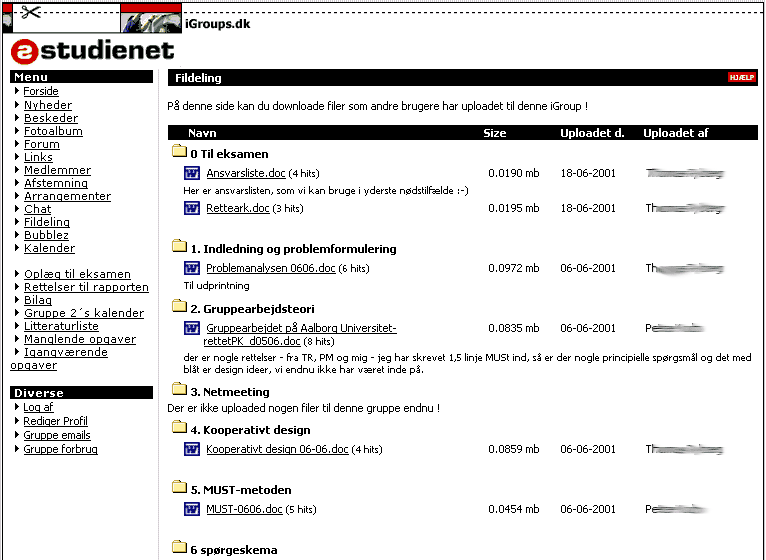 iGroups.dk
studienet
Menu
Forside
Nyheder
Beskeder
Fotoalbum
Forum
Links
Medlemmer
Afstemning
Arrangementer
Chat
Fildeling
Bubblez
Kalender
Oplæg til eksamen
Rettelser til rapporten
Bilag
Gruppe 2´s kalender
Litteraturliste
Manglende opgaver
Igangværende
opgaver
Diverse
Log af
Rediger Profil
Gruppe emails
Gruppe forbrug
Fildeling HJÆLP
På denne side kan du downloade filer som andre brugere har uploadet til denne iGroup !
Navn Size Uploadet d. Uploadet af
0 Til eksamen
Ansvarsliste.doc (4 hits) 0.0190 mb 18-06-2001
Her er ansvarslisten, som vi kan bruge i yderste nødstilfælde :-)
Retteark.doc (3 hits) 0.0195 mb 18-06-2001
1. Indledning og problemformulering
Problemanalysen 0606.doc (6 hits) 0.0972 mb 06-06-2001
Til udprintning
2. Gruppearbejdsteori
Gruppearbejdet på Aalborg Universitet- 0.0835 mb 06-06-2001
rettetPK_d0506.doc (8 hits)
der er nogle rettelser - fra TR, PM og mig - jeg har skrevet 1,5 linje MUSt ind, så er der nogle principielle spørgsmål og det med
blåt er design ideer, vi endnu ikke har været inde på.
3. Netmeeting
Der er ikke uploaded nogen filer til denne gruppe endnu !
4. Kooperativt design
Kooperativt design 06-06.doc (4 hits) 0.0859 mb 06-06-2001
5. MUST-metoden
MUST-0606.doc (5 hits) 0.0454 mb 06-06-2001
6 spørgeskema